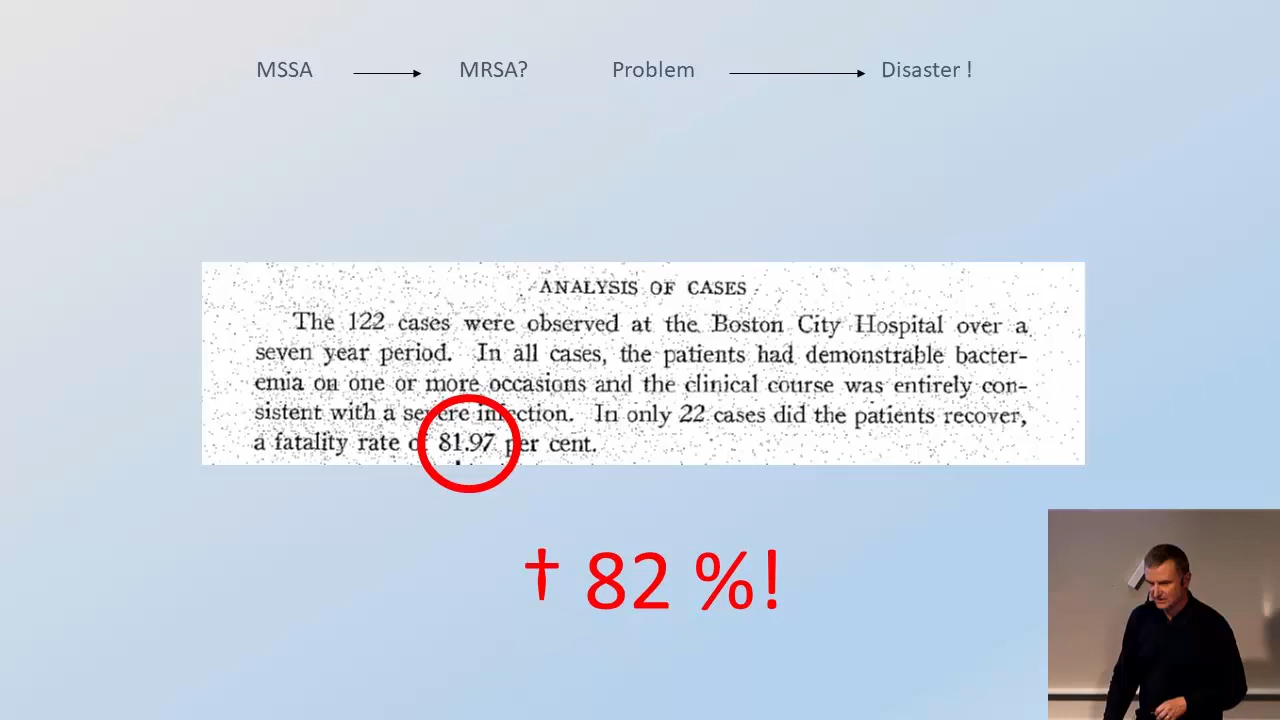 MSSA MRSA? Problem Disaster !
ANALYSIS OF CASES
The 122 cases were observed at the Boston City Hospital over a
seven year period. In all cases, the patients had demonstrable bacter-
emia on one or more occasions and the clinical course was entirely con-
sistent with a severe infection. In only 22 cases did the patients recover,
a fatality rate of 81.97 per cent.
† 82 %!